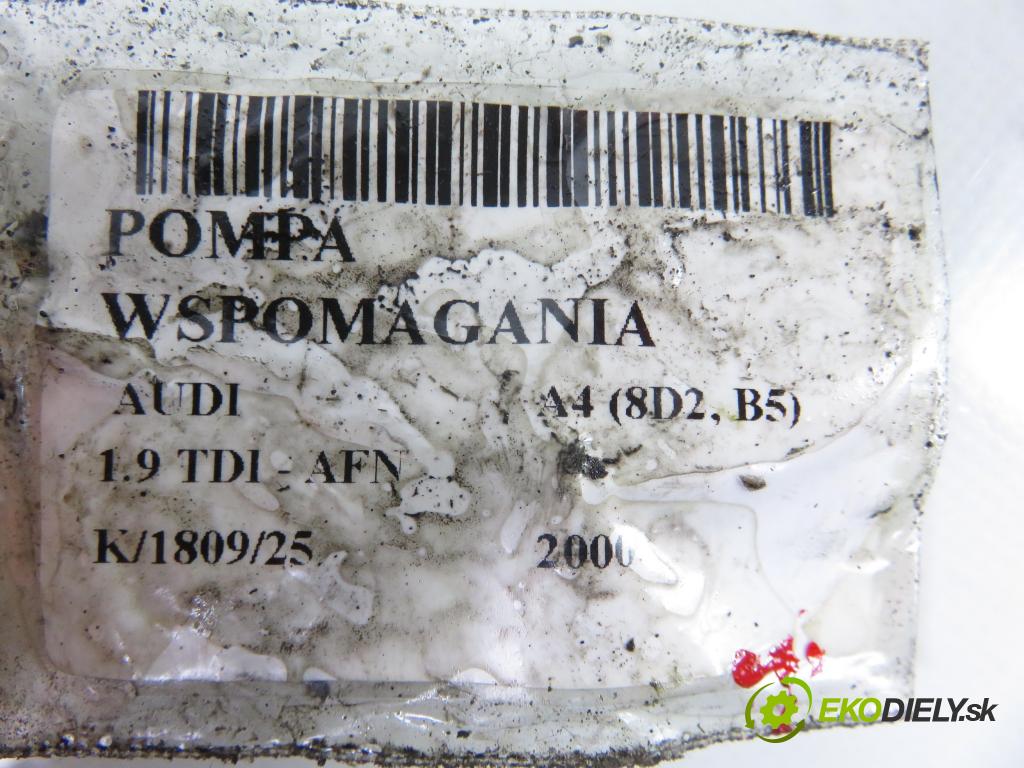 POMPA
WSPOMAGANIA
AUDI A4 (8D2, B5)
1.9 TDI - AFN
K/1809/25 2000
EKODIELY.sk